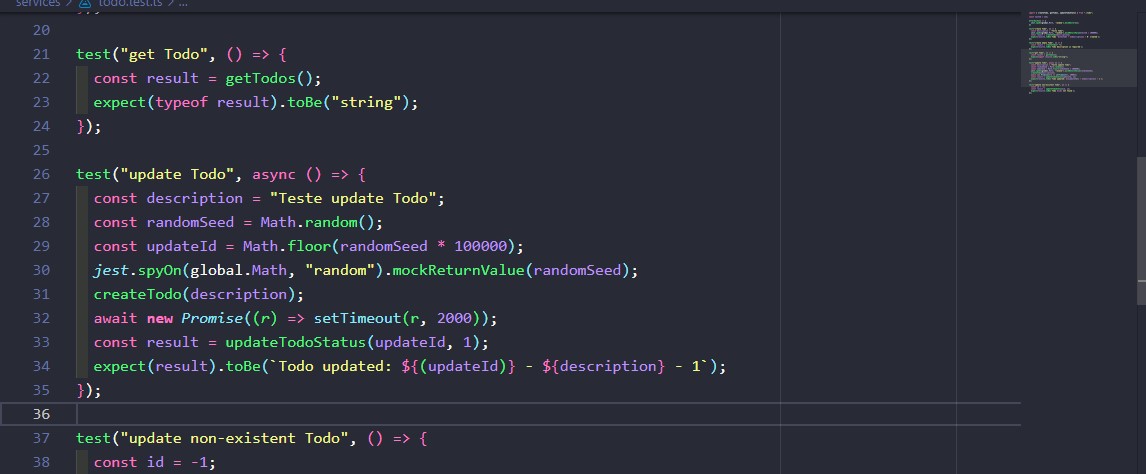 services > todo.test.ts > ...
20
21 test("get Todo", () => {
22   const result = getTodos();
23   expect(typeof result).toBe("string");
24 });
25
26 test("update Todo", async () => {
27   const description = "Teste update Todo";
28   const randomSeed = Math.random();
29   const updateId = Math.floor(randomSeed * 100000);
30   jest.spyOn(global.Math, "random").mockReturnValue(randomSeed);
31   createTodo(description);
32   await new Promise((r) => setTimeout(r, 2000));
33   const result = updateTodoStatus(updateId, 1);
34   expect(result).toBe(`Todo updated: ${(updateId)} - ${description} - 1`);
35 });
36
37 test("update non-existent Todo", () => {
38   const id = -1;